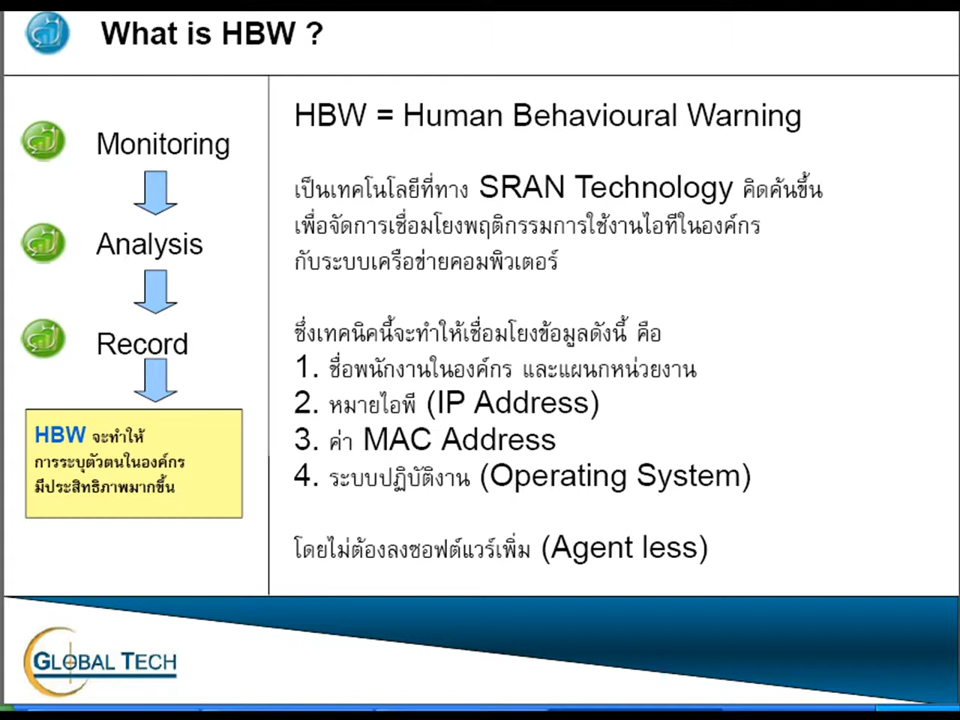 What is HBW ?
Monitoring
Analysis
Record
HBW จะทำให้
การระบุตัวตนในองค์กร
มีประสิทธิภาพมากขึ้น
HBW = Human Behavioural Warning
เป็นเทคโนโลยีที่ทาง SRAN Technology คิดค้นขึ้น
เพื่อจัดการเชื่อมโยงพฤติกรรมการใช้งานไอทีในองค์กร
กับระบบเครือข่ายคอมพิวเตอร์
ซึ่งเทคนิคนี้จะทำให้เชื่อมโยงข้อมูลดังนี้ คือ
1. ชื่อพนักงานในองค์กร และแผนกหน่วยงาน
2. หมายไอพี (IP Address)
3. ค่า MAC Address
4. ระบบปฏิบัติงาน (Operating System)
โดยไม่ต้องลงซอฟต์แวร์เพิ่ม (Agent less)
GLOBAL TECH